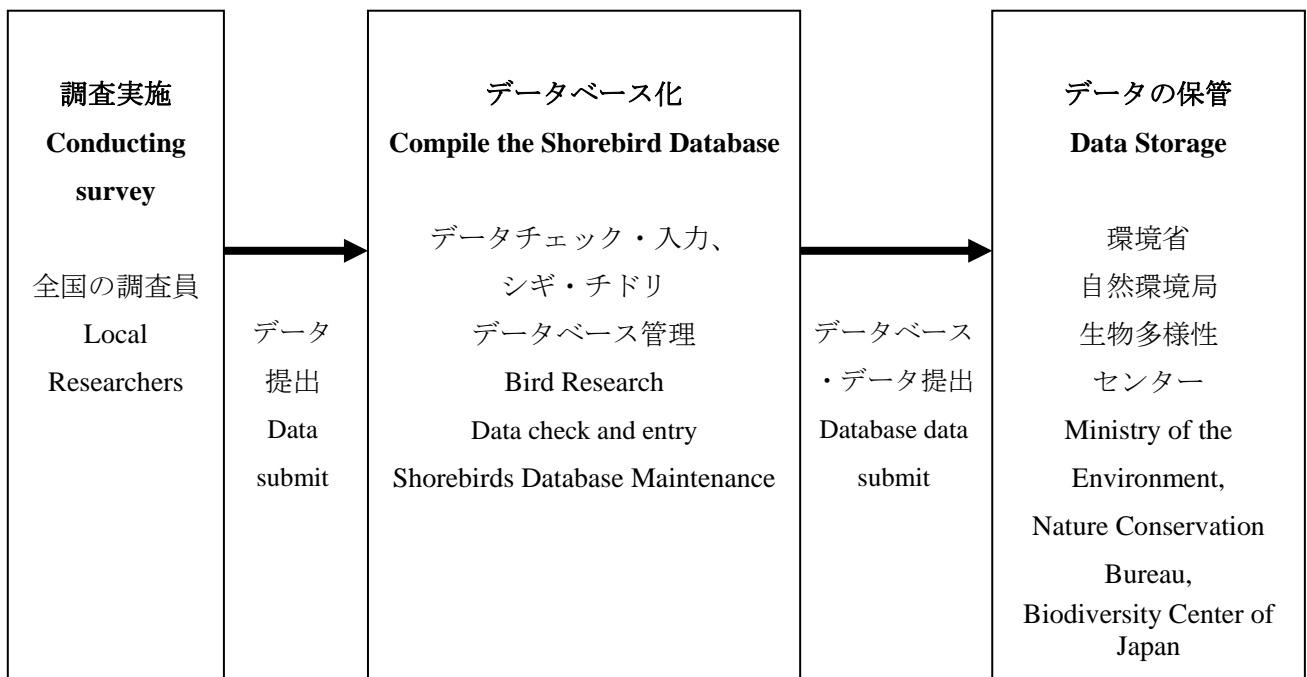 調査実施
Conducting
survey
全国の調査員
Local
Researchers
データ
提出
Data
submit
データベース化
Compile the Shorebird Database
データチェック・入力、
シギ・チドリ
データベース管理
Bird Research
Data check and entry
Shorebirds Database Maintenance
データベース
・データ提出
Database data
submit
データの保管
Data Storage
環境省
自然環境局
生物多様性
センター
Ministry of the
Environment,
Nature Conservation
Bureau,
Biodiversity Center of
Japan